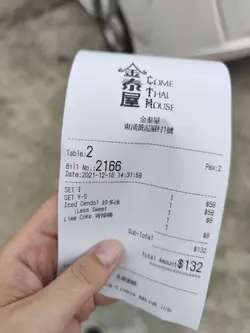 金泰屋
COME
THAI
HOUSE
金泰屋
Table:2
Bill No.:2166
Pax:2
Date:2021-12-18 14:31:59
SET I $58
SET V-S $58
Iced Cendol $8
:Less Sweet
Lime Coke $8
Sub-Total $132
Total Amount $132